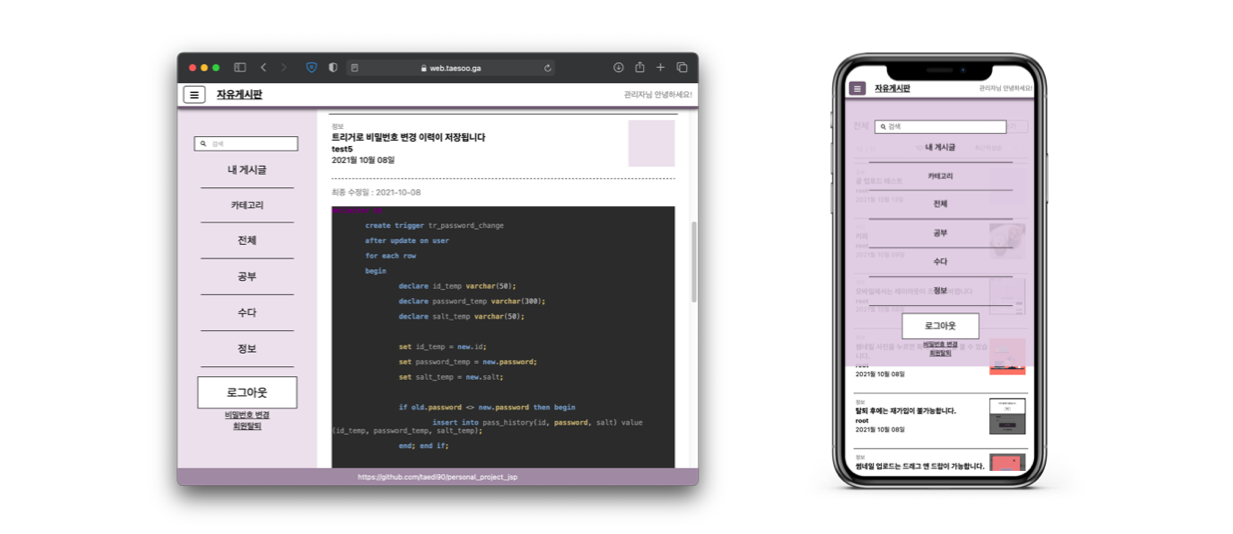 web.taesoo.ga
자유게시판
관리자님 안녕하세요!
검색
내 게시글
카테고리
전체
공부
수다
정보
로그아웃
비밀번호 변경
회원탈퇴
정보
트리거로 비밀번호 변경 이력이 저장됩니다
test5
2021년 10월 08일
최종 수정일 : 2021-10-08
create trigger tr_password_change
after update on user
for each row
begin
declare id_temp varchar(50);
declare password_temp varchar(300);
declare salt_temp varchar(50);
set id_temp = new.id;
set password_temp = new.password;
set salt_temp = new.salt;
if old.password <> new.password then begin
insert into pass_history(id, password, salt) value
(id_temp, password_temp, salt_temp);
end; end if;
https://github.com/taedi90/personal_project_jsp
자유게시판
관리자님 안녕하세요!
전체
검색
내 게시글
카테고리
전체
공부
수다
정보
로그아웃
비밀번호 변경
회원탈퇴
2021년 10월 08일
정보
탈퇴 후에는 재가입이 불가능합니다.
root
2021년 10월 08일
정보
썸네일 업로드는 드래그 앤 드랍이 가능합니다.